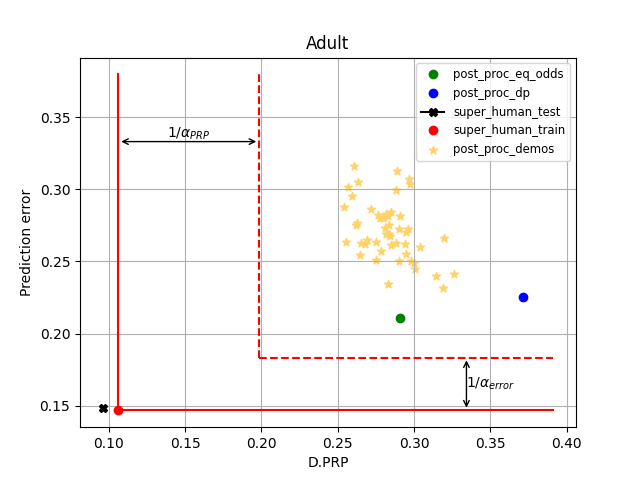 Adult
post_proc_eq_odds
post_proc_dp
super_human_test
super_human_train
post_proc_demos
1/α_PRP
1/α_error
Prediction error
0.35
0.30
0.25
0.20
0.15
0.10 0.15 0.20 0.25 0.30 0.35 0.40
D.PRP